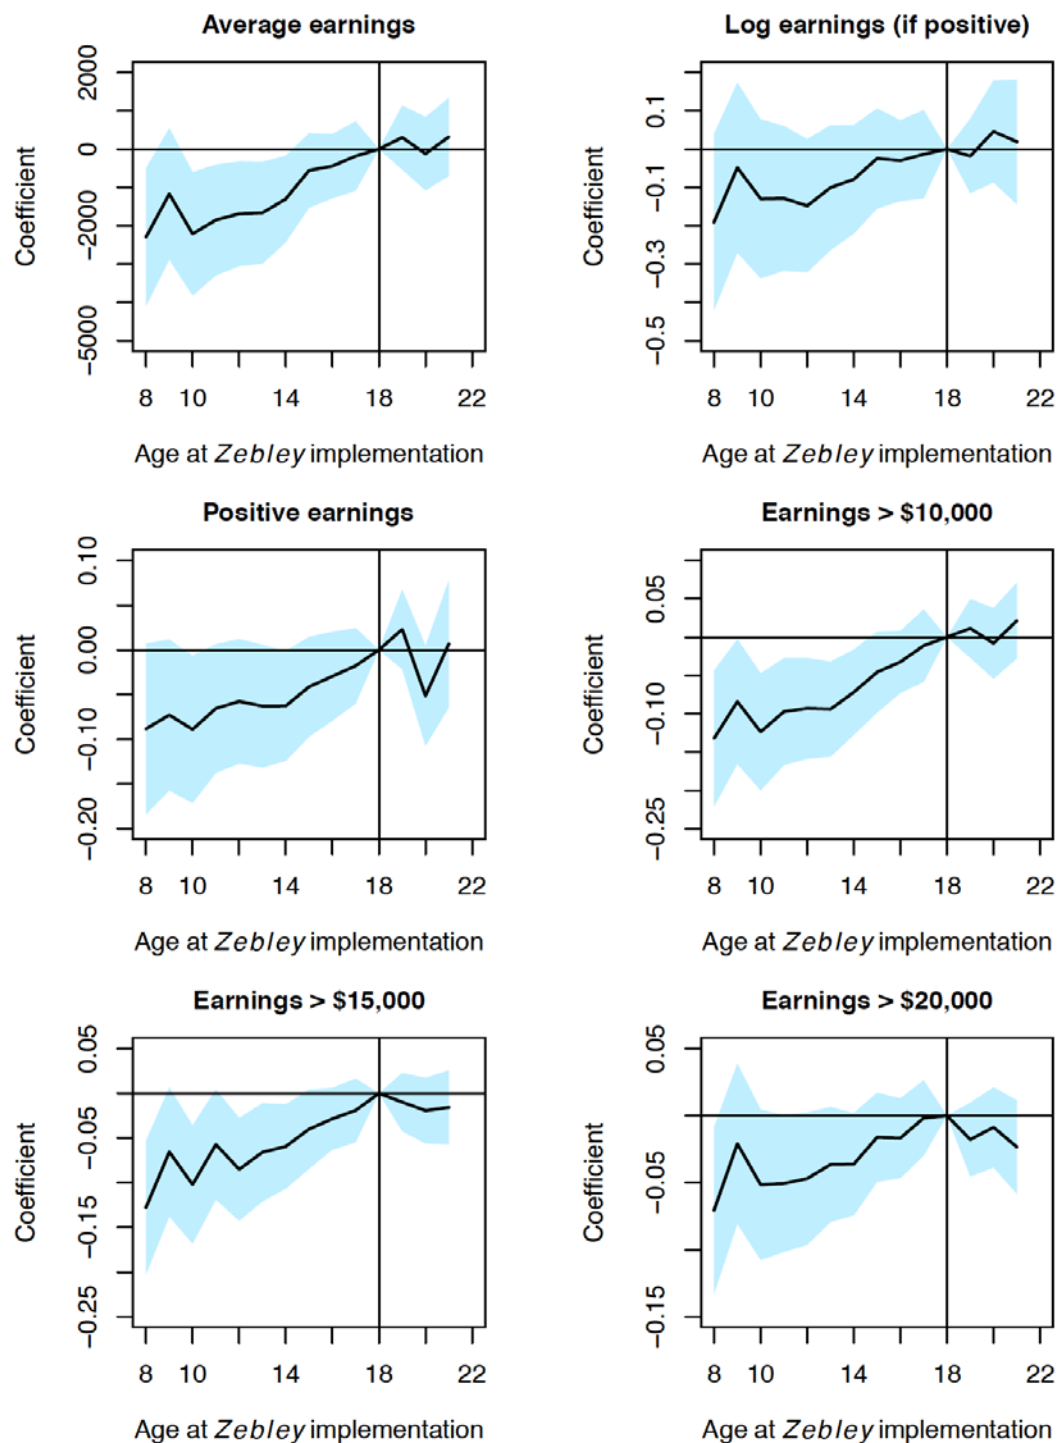 Average earnings
Coefficient
2000
0
−2000
−5000
8 10 14 18 22
Age at Zebley implementation
Log earnings (if positive)
Coefficient
0.1
−0.1
−0.3
−0.5
8 10 14 18 22
Age at Zebley implementation
Positive earnings
Coefficient
0.10
0.00
−0.10
−0.20
8 10 14 18 22
Age at Zebley implementation
Earnings > $10,000
Coefficient
0.05
−0.10
−0.25
8 10 14 18 22
Age at Zebley implementation
Earnings > $15,000
Coefficient
0.05
−0.05
−0.15
−0.25
8 10 14 18 22
Age at Zebley implementation
Earnings > $20,000
Coefficient
0.05
−0.05
−0.15
8 10 14 18 22
Age at Zebley implementation